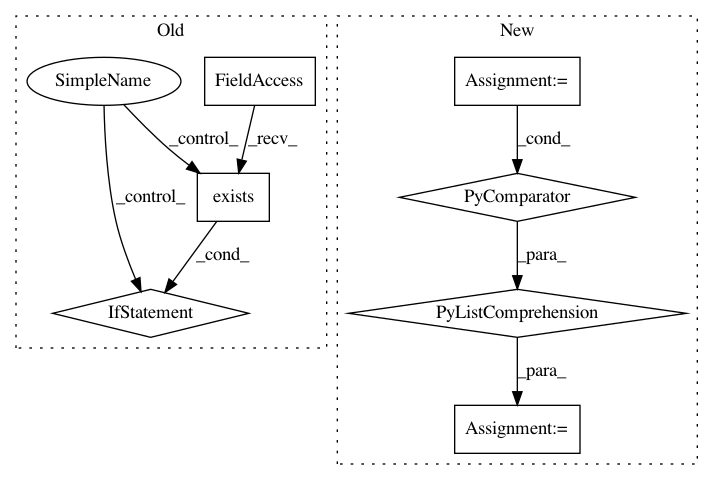 Old
New
SimpleName
FieldAccess
Assignment:=
_control_
_recv_
_cond_
_control_
exists
PyComparator
_cond_
_para_
IfStatement
PyListComprehension
_para_
Assignment:=